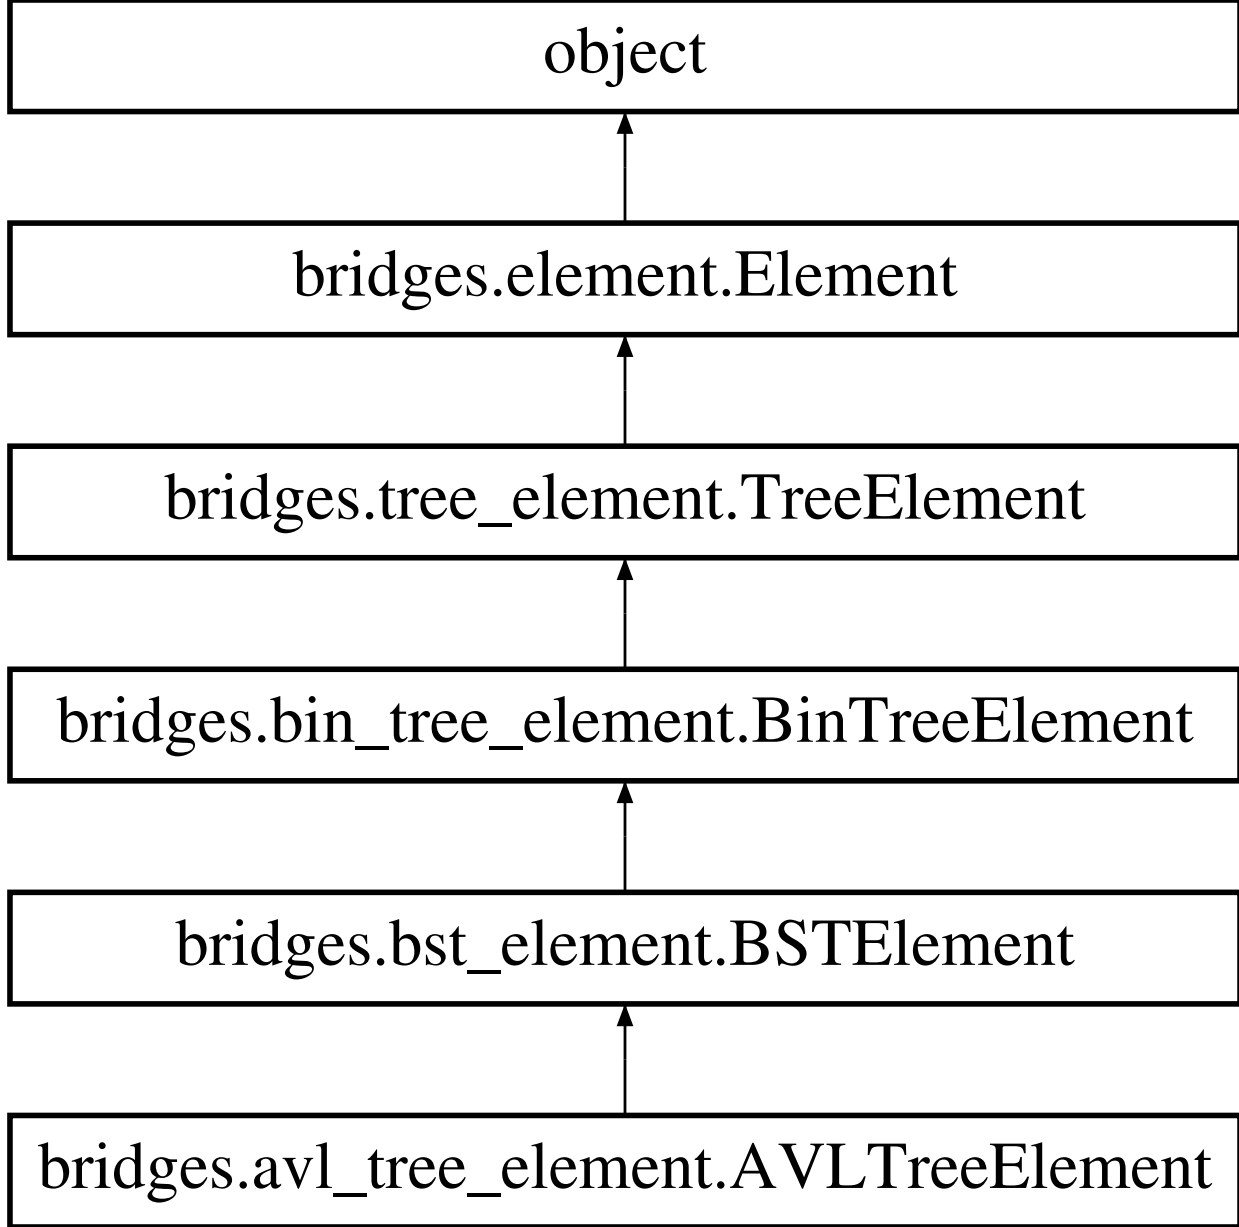 object
bridges.element.Element
bridges.tree_element.TreeElement
bridges.bin_tree_element.BinTreeElement
bridges.bst_element.BSTElement
bridges.avl_tree_element.AVLTreeElement